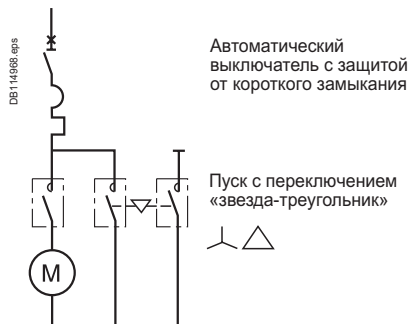 DB114968.eps
Автоматический
выключатель с защитой
от короткого замыкания
Пуск с переключением
«звезда-треугольник»
M